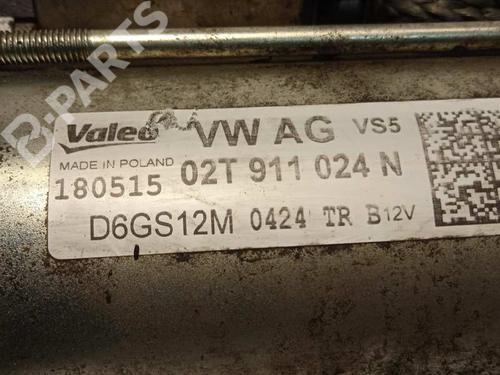 B-PARTS
Valeo VW AG VS5
MADE IN POLAND
180515 02T 911 024 N
D6GS12M 0424 TR B12V